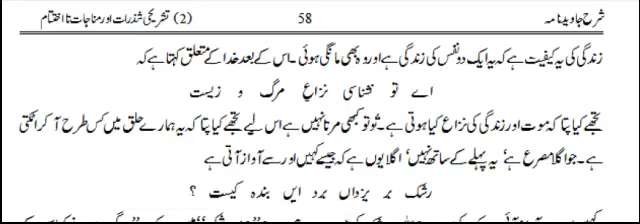 شرح جاوید نامہ 58 (2) تشریحی شذرات اور مناجات تا اختتام
زندگی کی یہ کیفیت ہے کہ یہ ایک دو نفس کی زندگی ہے اور وہ بھی مانگی ہوئی۔ اس کے بعد خدا کے متعلق کہتا ہے کہ
اے تو نشناسی نزاعِ مرگ و زیست
تجھے کیا پتا کہ موت اور زندگی کی نزاع کیا ہوتی ہے۔ تُو تو کبھی مرتا نہیں ہے اس لیے تجھے کیا پتا کہ یہ ہمارے حلق میں کس طرح آ کر اٹکتی
ہے۔ جو اگلا مصرع ہے‘ یہ پہلے کے ساتھ نہیں‘ اگلا یوں ہے کہ جیسے کہیں اور سے آواز آتی ہے
رشک بر یزداں برد ایں بندہ کیست ؟